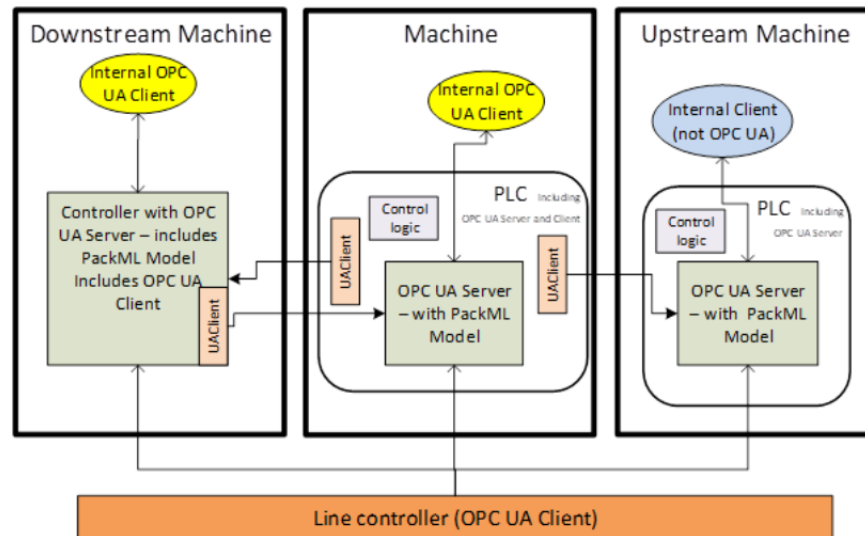 Downstream Machine
Internal OPC
UA Client
Controller with OPC
UA Server – includes
PackML Model
Includes OPC UA
Client
UAClient
Machine
Internal OPC
UA Client
PLC Including
OPC UA Server and Client
Control
logic
UAClient
OPC UA Server
– with PackML
Model
UAClient
Upstream Machine
Internal Client
(not OPC UA)
PLC Including
OPC UA Server
Control
logic
OPC UA Server
– with PackML
Model
Line controller (OPC UA Client)